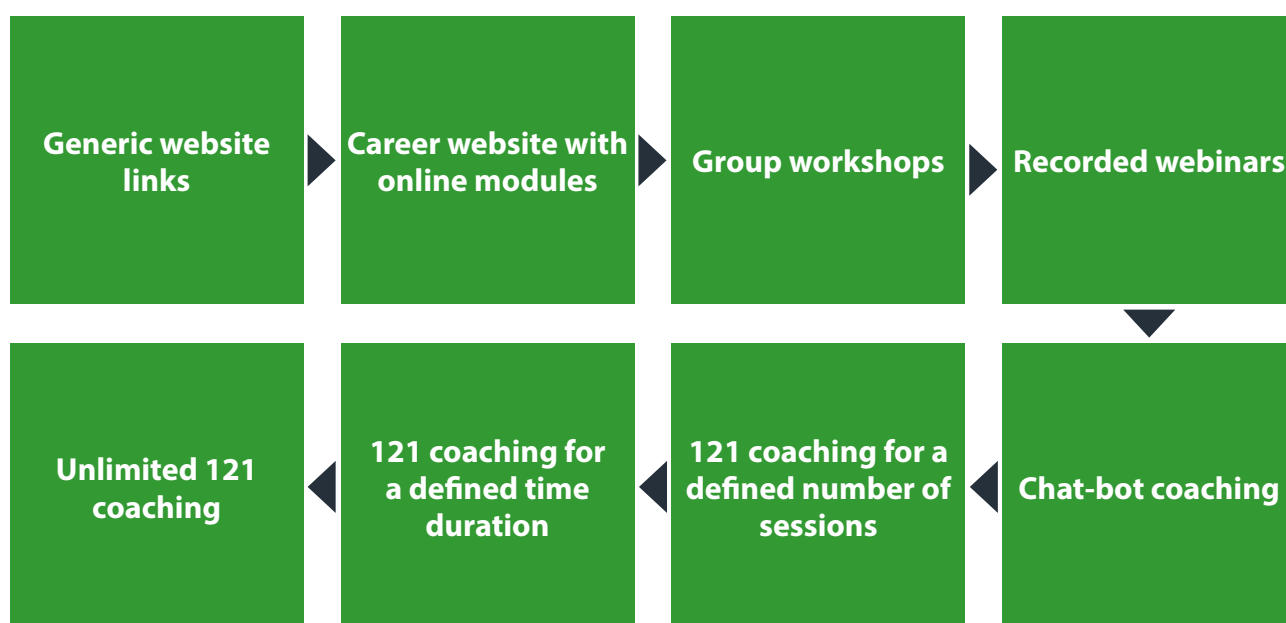 Generic website
links
Career website with
online modules
Group workshops
Recorded webinars
Chat-bot coaching
121 coaching for a
defined number of
sessions
121 coaching for
a defined time
duration
Unlimited 121
coaching